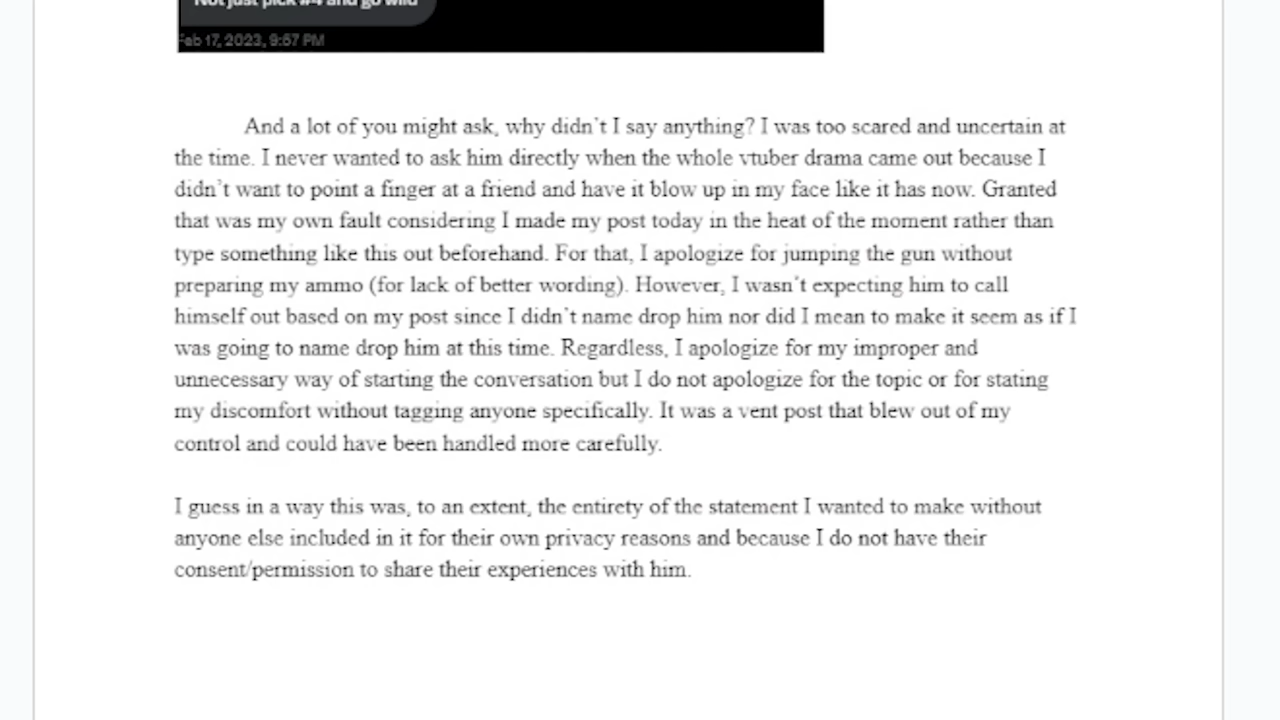 Not just pick #4 and go wild
Feb 17, 2023, 9:57 PM
And a lot of you might ask, why didn't I say anything? I was too scared and uncertain at
the time. I never wanted to ask him directly when the whole vtuber drama came out because I
didn't want to point a finger at a friend and have it blow up in my face like it has now. Granted
that was my own fault considering I made my post today in the heat of the moment rather than
type something like this out beforehand. For that, I apologize for jumping the gun without
preparing my ammo (for lack of better wording). However, I wasn't expecting him to call
himself out based on my post since I didn't name drop him nor did I mean to make it seem as if I
was going to name drop him at this time. Regardless, I apologize for my improper and
unnecessary way of starting the conversation but I do not apologize for the topic or for stating
my discomfort without tagging anyone specifically. It was a vent post that blew out of my
control and could have been handled more carefully.
I guess in a way this was, to an extent, the entirety of the statement I wanted to make without
anyone else included in it for their own privacy reasons and because I do not have their
consent/permission to share their experiences with him.